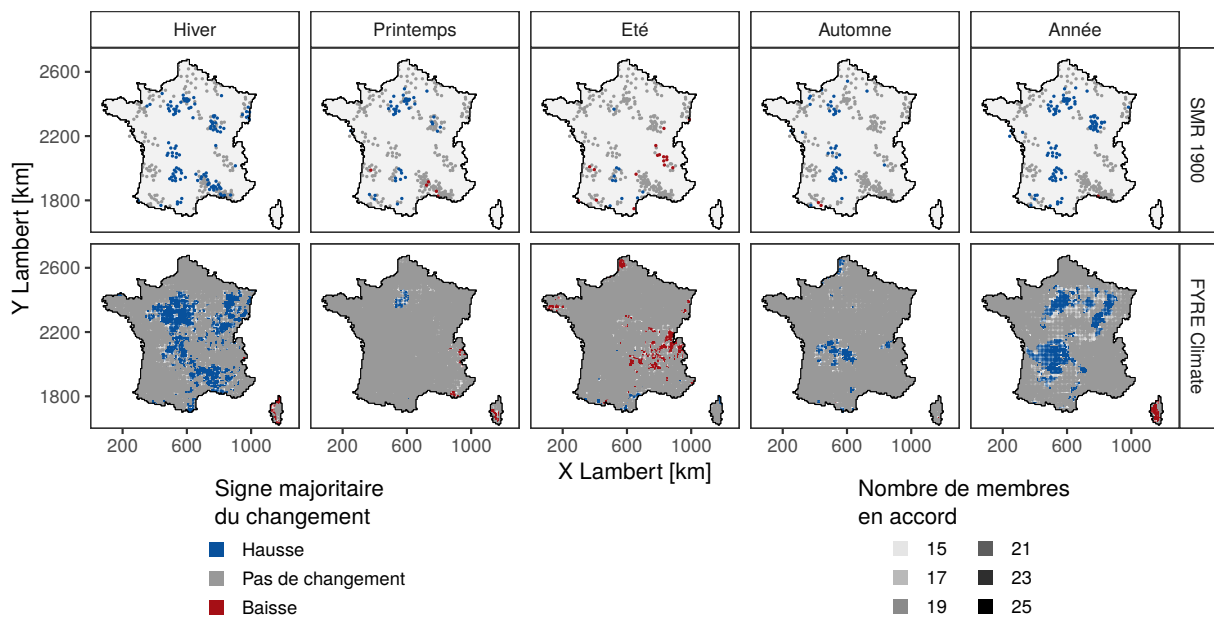 Hiver
Printemps
Eté
Automne
Année
2600
2200
1800
SMR 1900
2600
2200
1800
FYRE Climate
Y Lambert [km]
200 600 1000
200 600 1000
200 600 1000
200 600 1000
200 600 1000
X Lambert [km]
Signe majoritaire
du changement
Hausse
Pas de changement
Baisse
Nombre de membres
en accord
15
17
19
21
23
25